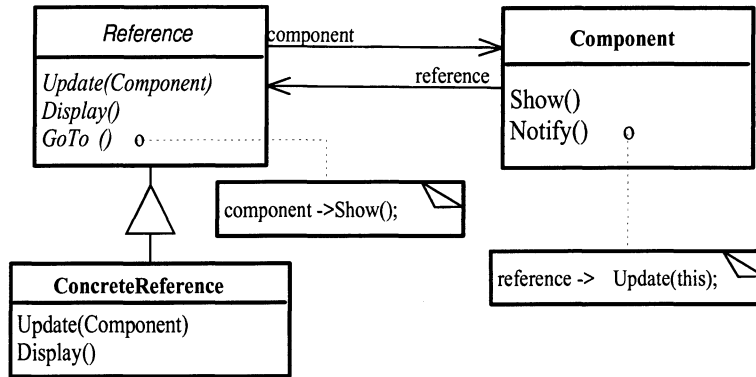 Reference
Update(Component)
Display()
GoTo () o
component
reference
Component
Show()
Notify() o
component ->Show();
reference -> Update(this);
ConcreteReference
Update(Component)
Display()